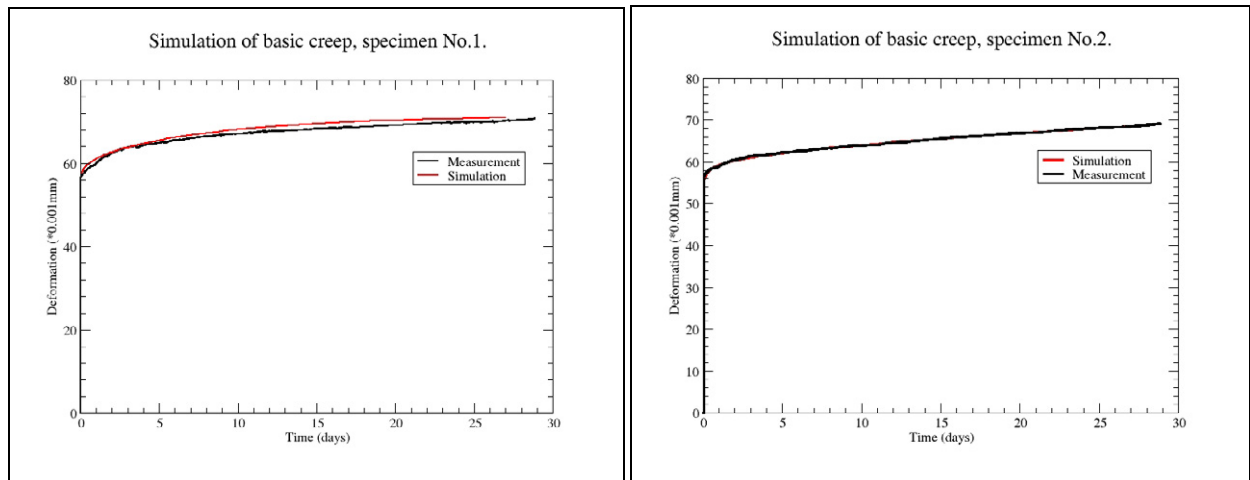 Simulation of basic creep, specimen No.1.
80
60
40
20
0
Deformation (*0.001mm)
Measurement
Simulation
0 5 10 15 20 25 30
Time (days)
Simulation of basic creep, specimen No.2.
80
70
60
50
40
30
20
10
0
Deformation (*0.001mm)
Simulation
Measurement
0 5 10 15 20 25 30
Time (days)